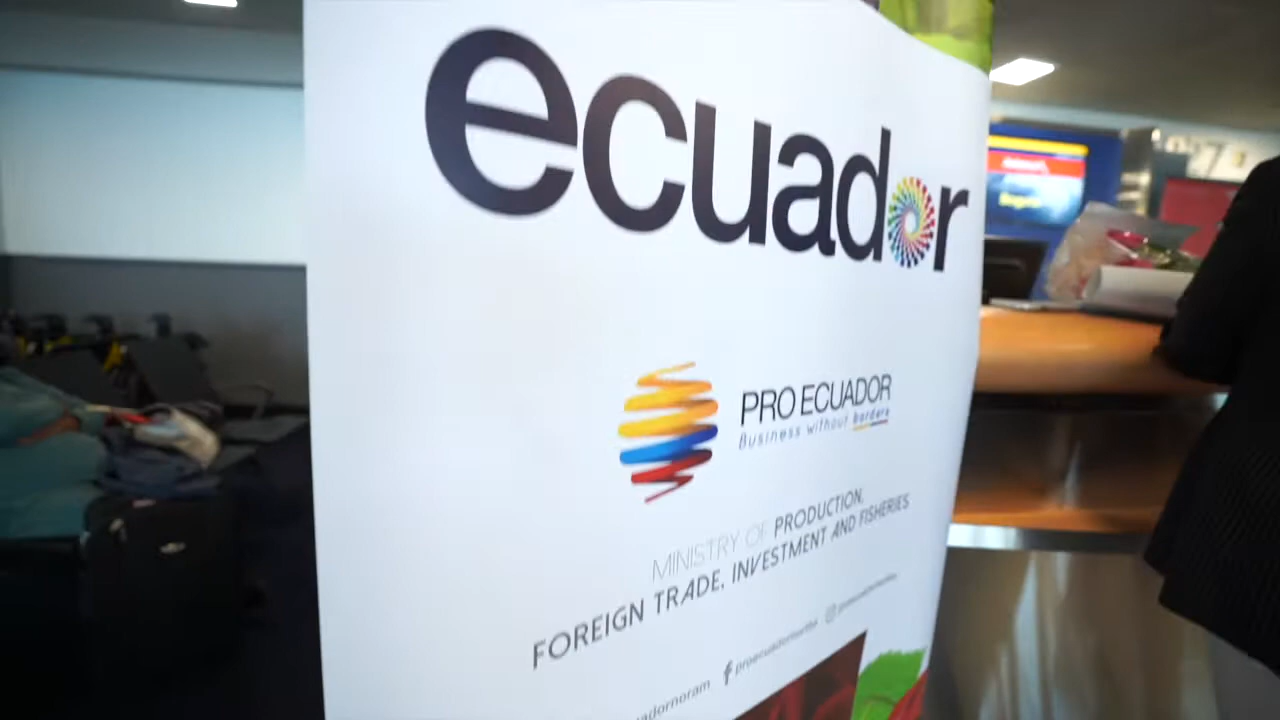 ecuador
PRO ECUADOR
Business without borders
MINISTRY OF PRODUCTION,
FOREIGN TRADE, INVESTMENT AND FISHERIES